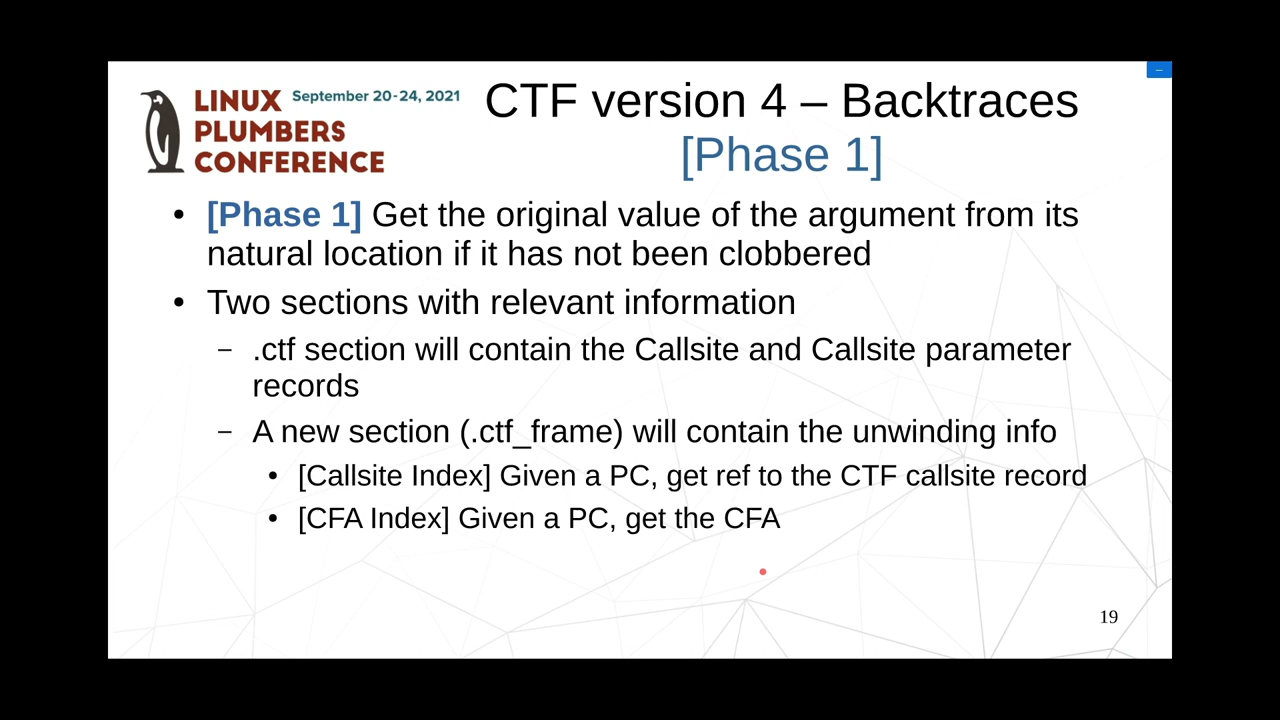 LINUX September 20-24, 2021
PLUMBERS
CONFERENCE
CTF version 4 – Backtraces
[Phase 1]
• [Phase 1] Get the original value of the argument from its
natural location if it has not been clobbered
• Two sections with relevant information
– .ctf section will contain the Callsite and Callsite parameter
records
– A new section (.ctf_frame) will contain the unwinding info
• [Callsite Index] Given a PC, get ref to the CTF callsite record
• [CFA Index] Given a PC, get the CFA
19